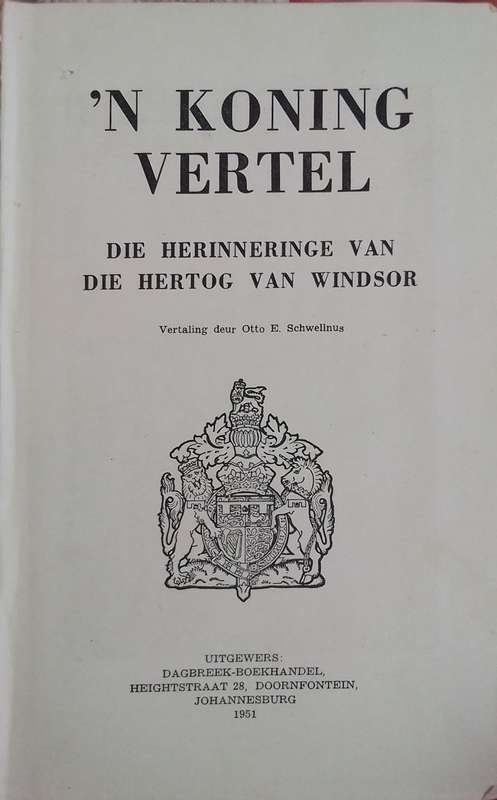 'N KONING
VERTEL
DIE HERINNERINGE VAN
DIE HERTOG VAN WINDSOR
Vertaling deur Otto E. Schwellnus
UITGEWERS:
DAGBREEK-BOEKHANDEL,
HEIGHTSTRAAT 28, DOORNFONTEIN,
JOHANNESBURG
1951